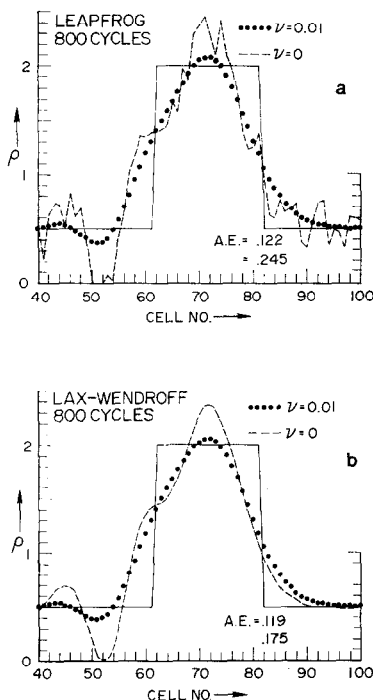 LEAPFROG
800 CYCLES
ν=0.01
ν=0
a
2
1
0
ρ
A.E.= .122
= .245
40 50 60 70 80 90 100
CELL NO.
LAX-WENDROFF
800 CYCLES
ν=0.01
ν=0
b
2
1
0
ρ
A.E.=.119
.175
40 50 60 70 80 90 100
CELL NO.